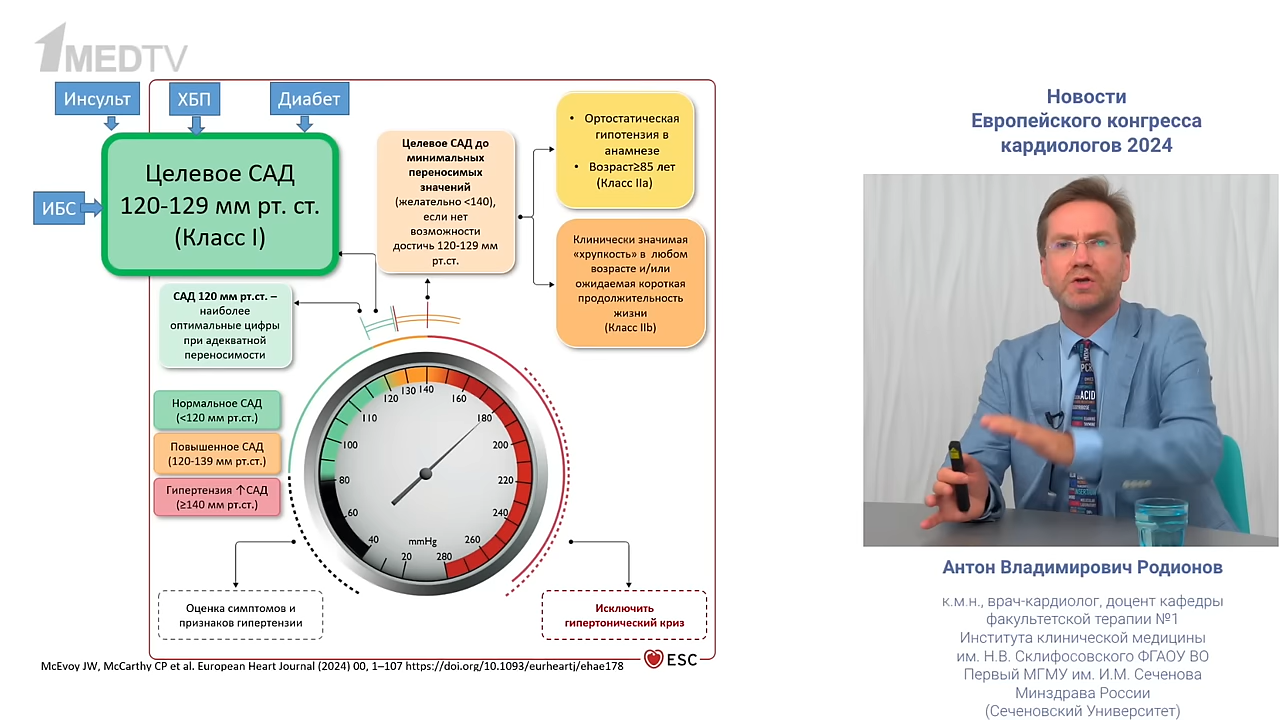 1MEDTV
Инсульт
ХБП
Диабет
ИБС
Целевое САД
120-129 мм рт. ст.
(Класс I)
Целевое САД до
минимальных
переносимых
значений
(желательно <140),
если нет
возможности
достичь 120-129 мм
рт.ст.
• Ортостатическая
гипотензия в
анамнезе
• Возраст≥85 лет
(Класс IIa)
Клинически значимая
«хрупкость» в любом
возрасте и/или
ожидаемая короткая
продолжительность
жизни
(Класс IIb)
САД 120 мм рт.ст. –
наиболее
оптимальные цифры
при адекватной
переносимости
Нормальное САД
(<120 мм рт.ст.)
Повышенное САД
(120-139 мм рт.ст.)
Гипертензия ↑САД
(≥140 мм рт.ст.)
20
40
60
80
100
110
120
130
140
160
180
200
220
240
260
280
mmHg
Оценка симптомов и
признаков гипертензии
Исключить
гипертонический криз
ESC
McEvoy JW, McCarthy CP et al. European Heart Journal (2024) 00, 1–107 https://doi.org/10.1093/eurheartj/ehae178
Новости
Европейского конгресса
кардиологов 2024
ACID
Антон Владимирович Родионов
к.м.н., врач-кардиолог, доцент кафедры
факультетской терапии №1
Института клинической медицины
им. Н.В. Склифосовского ФГАОУ ВО
Первый МГМУ им. И.М. Сеченова
Минздрава России
(Сеченовский Университет)